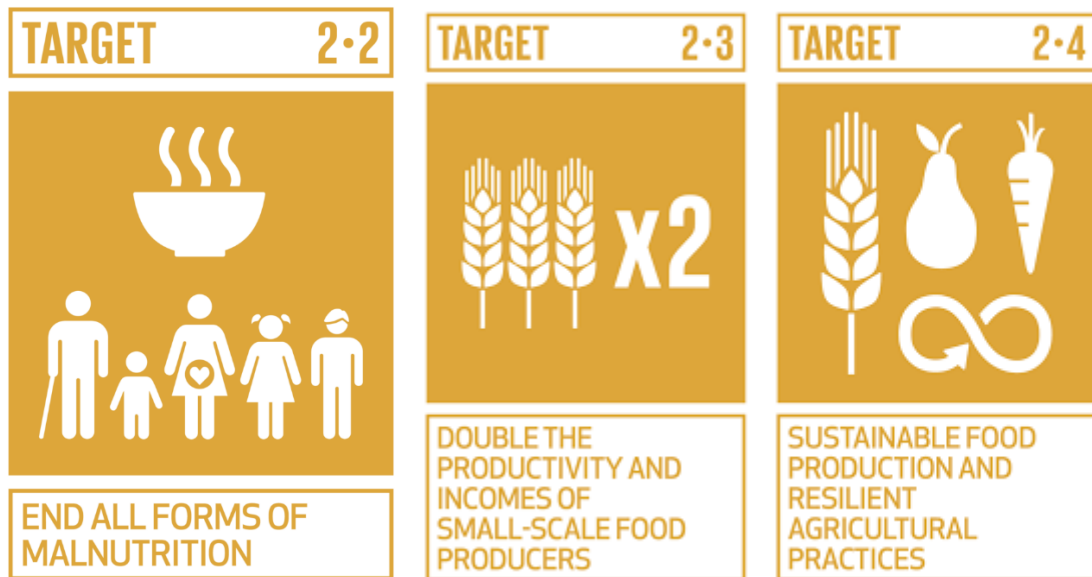 TARGET 2·2
END ALL FORMS OF
MALNUTRITION
TARGET 2·3
x2
DOUBLE THE
PRODUCTIVITY AND
INCOMES OF
SMALL-SCALE FOOD
PRODUCERS
TARGET 2·4
SUSTAINABLE FOOD
PRODUCTION AND
RESILIENT
AGRICULTURAL
PRACTICES